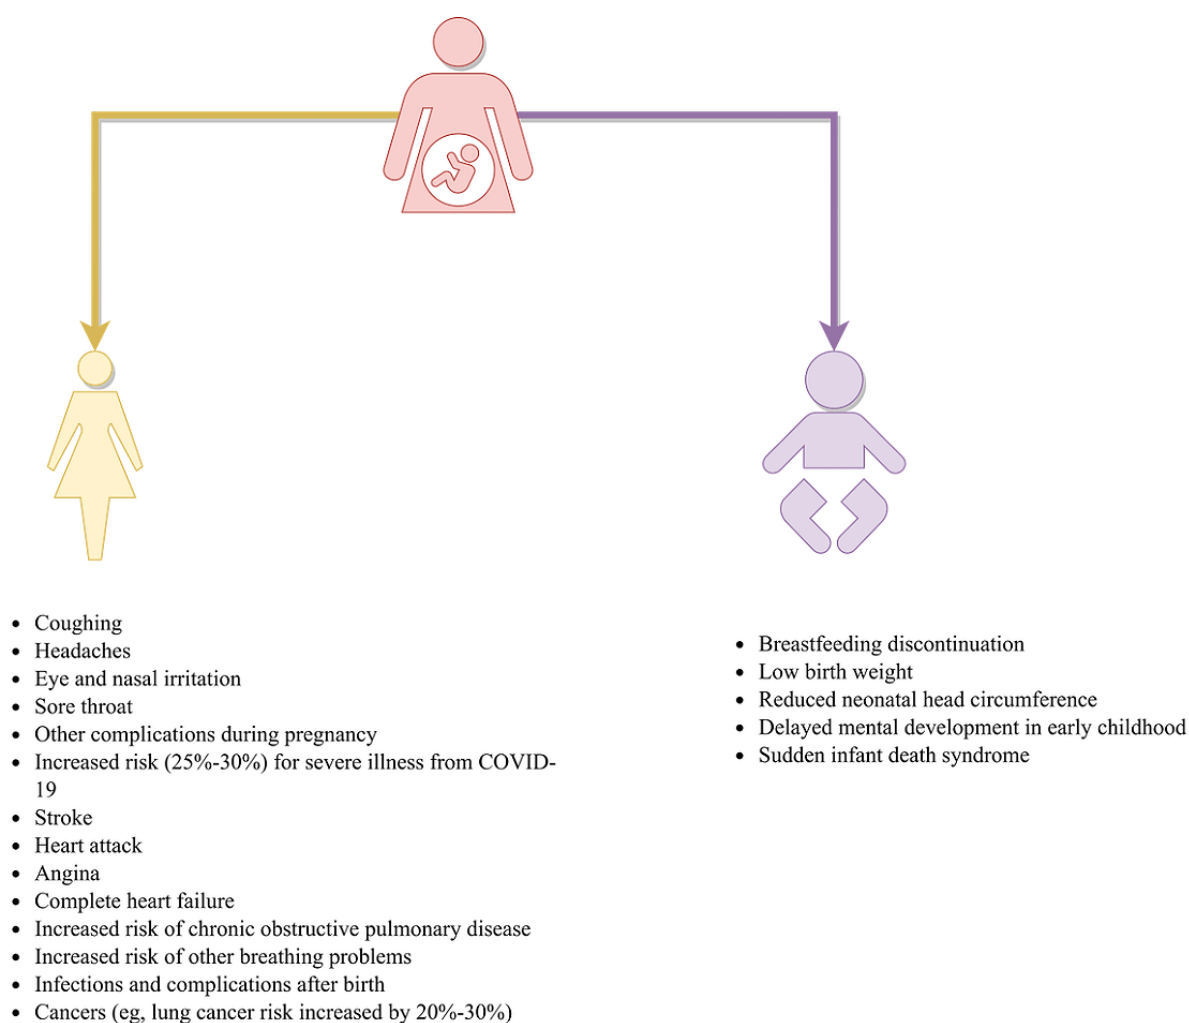 Coughing
Headaches
Eye and nasal irritation
Sore throat
Other complications during pregnancy
Increased risk (25%-30%) for severe illness from COVID-
19
Stroke
Heart attack
Angina
Complete heart failure
Increased risk of chronic obstructive pulmonary disease
Increased risk of other breathing problems
Infections and complications after birth
Cancers (eg, lung cancer risk increased by 20%-30%)
Breastfeeding discontinuation
Low birth weight
Reduced neonatal head circumference
Delayed mental development in early childhood
Sudden infant death syndrome